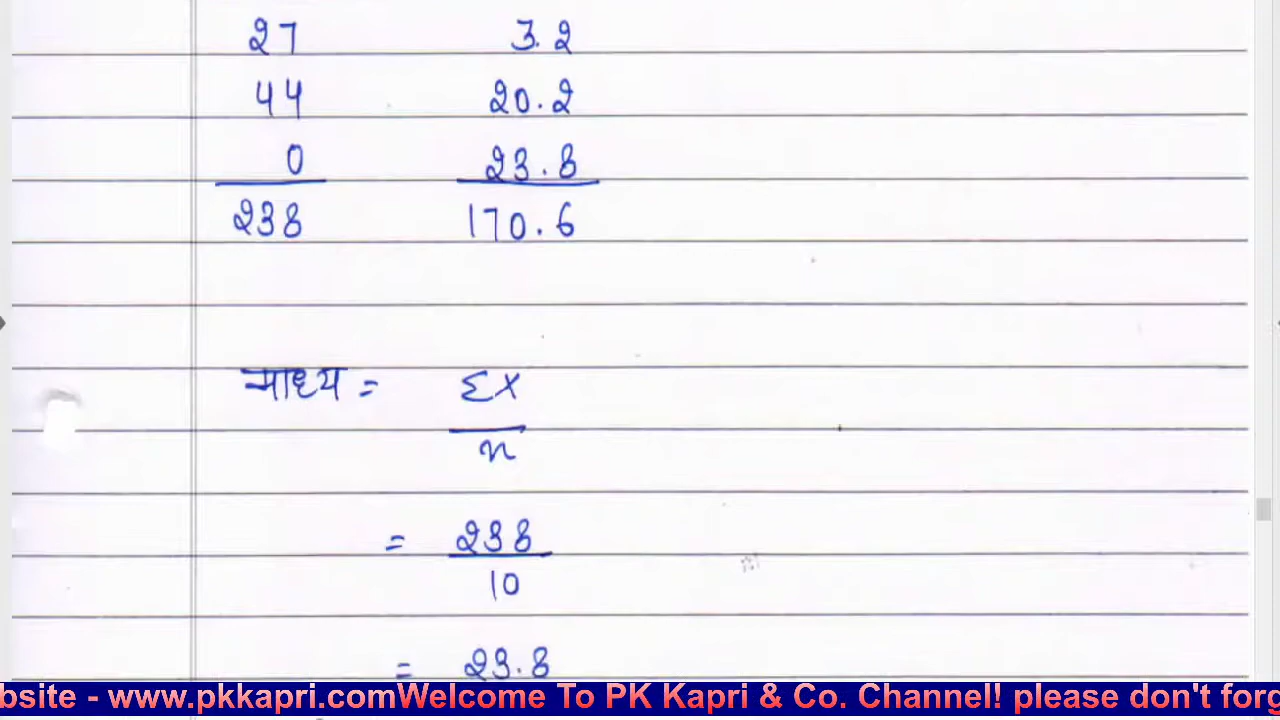 27 3.2
44 20.2
0 23.8
238 170.6
माध्य = Σx
n
= 238
10
= 23.8
bsite - www.pkkapri.comWelcome To PK Kapri & Co. Channel! please don't forg